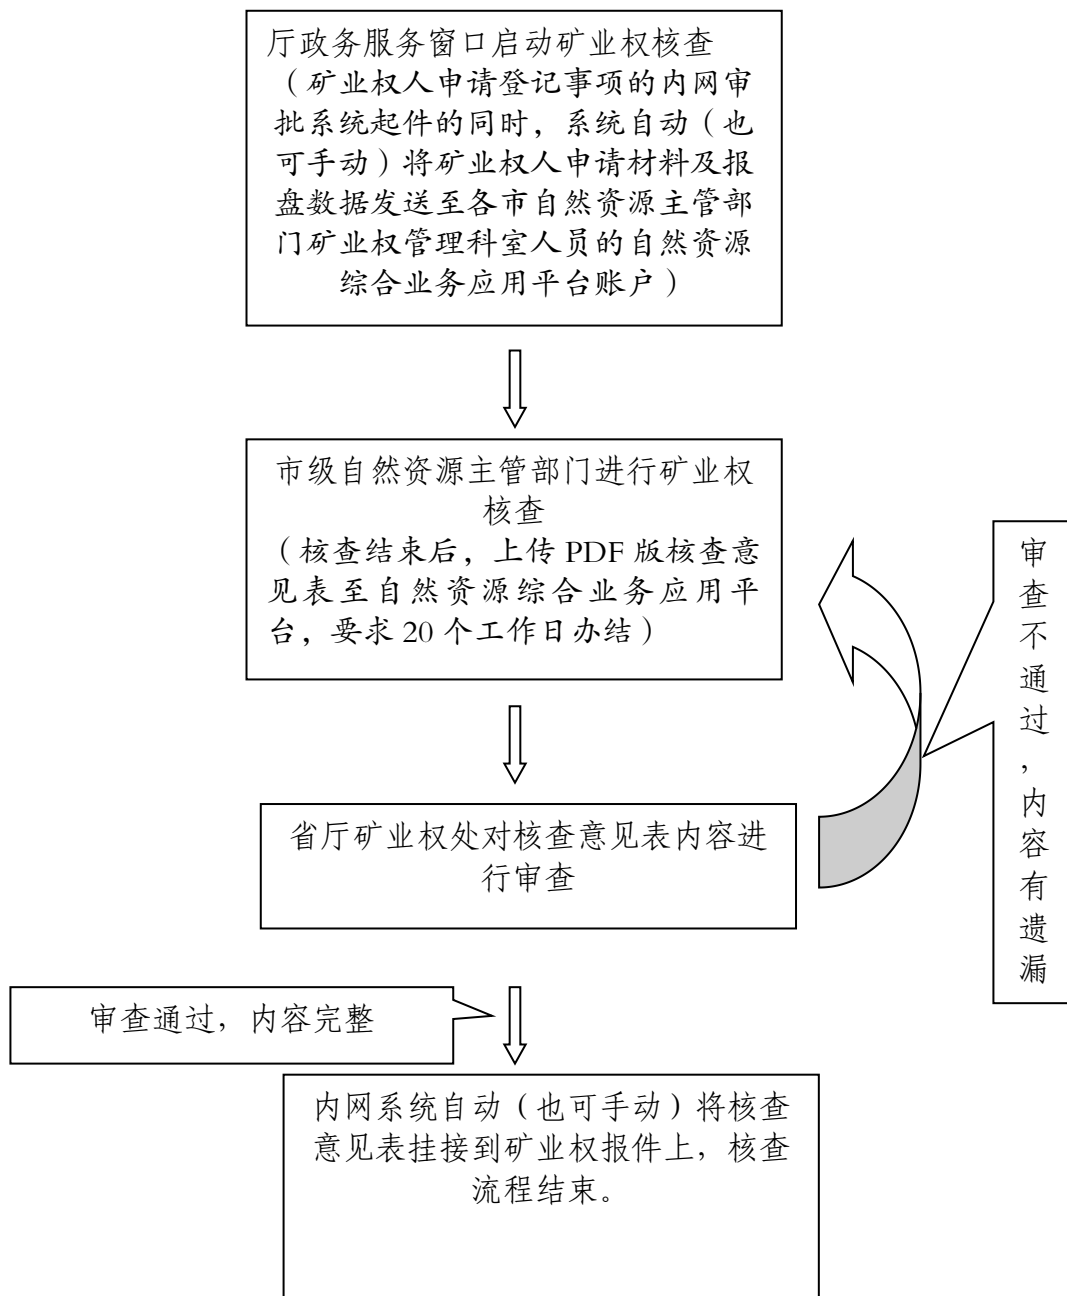 厅政务服务窗口启动矿业权核查
（矿业权人申请登记事项的内网审
批系统起件的同时，系统自动（也
可手动）将矿业权人申请材料及报
盘数据发送至各市自然资源主管部
门矿业权管理科室人员的自然资源
综合业务应用平台账户）
市级自然资源主管部门进行矿业权
核查
（核查结束后，上传 PDF 版核查意
见表至自然资源综合业务应用平
台，要求 20 个工作日办结）
审查不通过，内容有遗漏
省厅矿业权处对核查意见表内容进
行审查
审查通过，内容完整
内网系统自动（也可手动）将核查
意见表挂接到矿业权报件上，核查
流程结束。